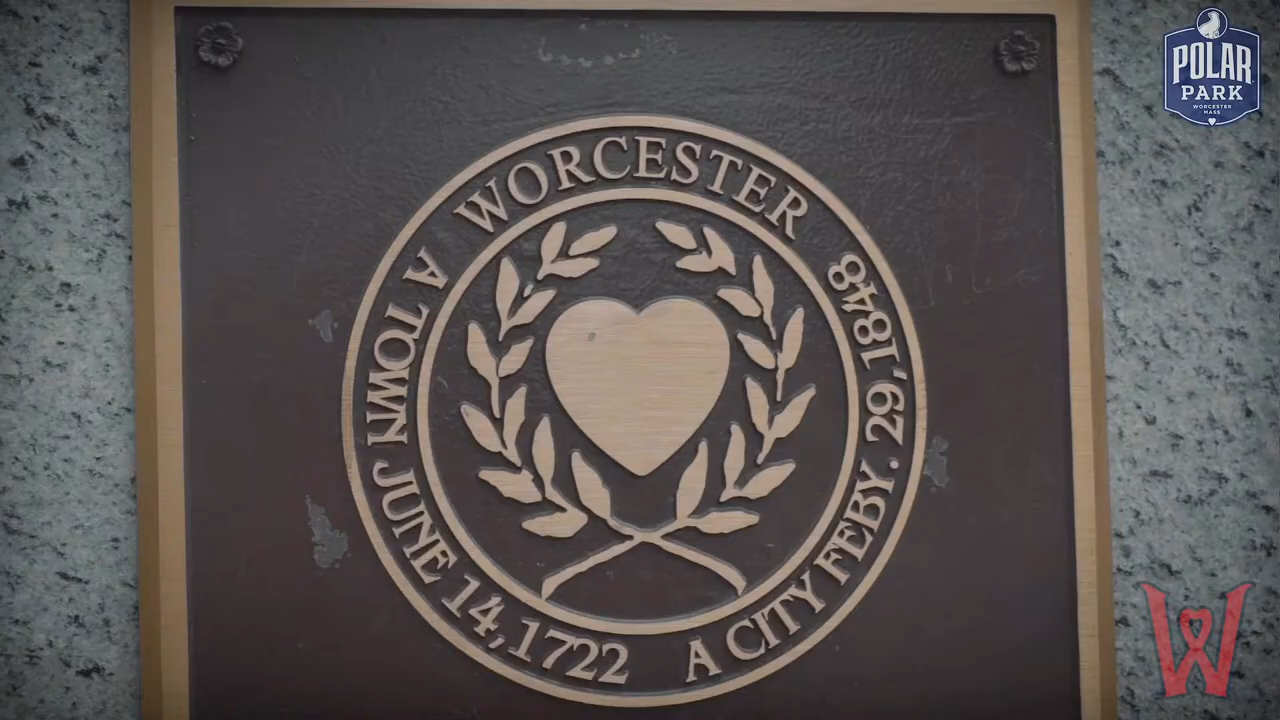 WORCESTER
A TOWN JUNE 14, 1722
A CITY FEBY. 29, 1848
POLAR
PARK
WORCESTER
MASS
W